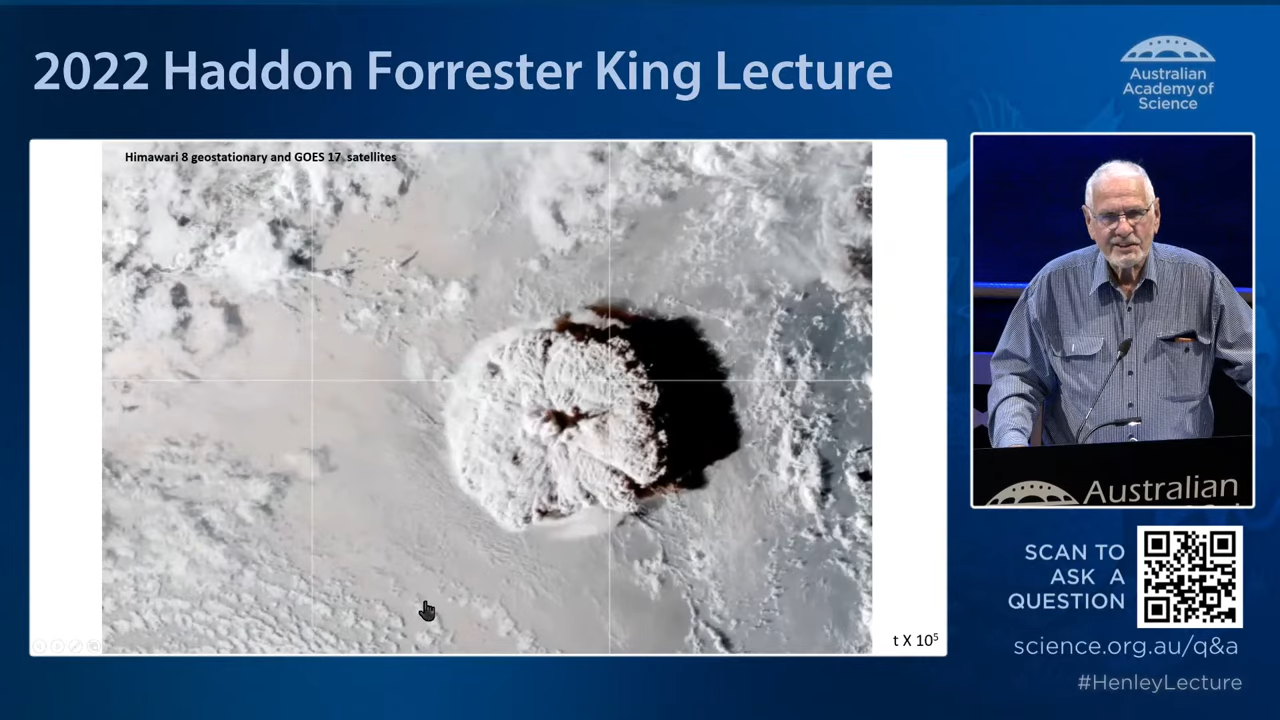 2022 Haddon Forrester King Lecture
Australian
Academy of
Science
Himawari 8 geostationary and GOES 17 satellites
t X 10⁵
Australian
SCAN TO
ASK A
QUESTION
science.org.au/q&a
#HenleyLecture